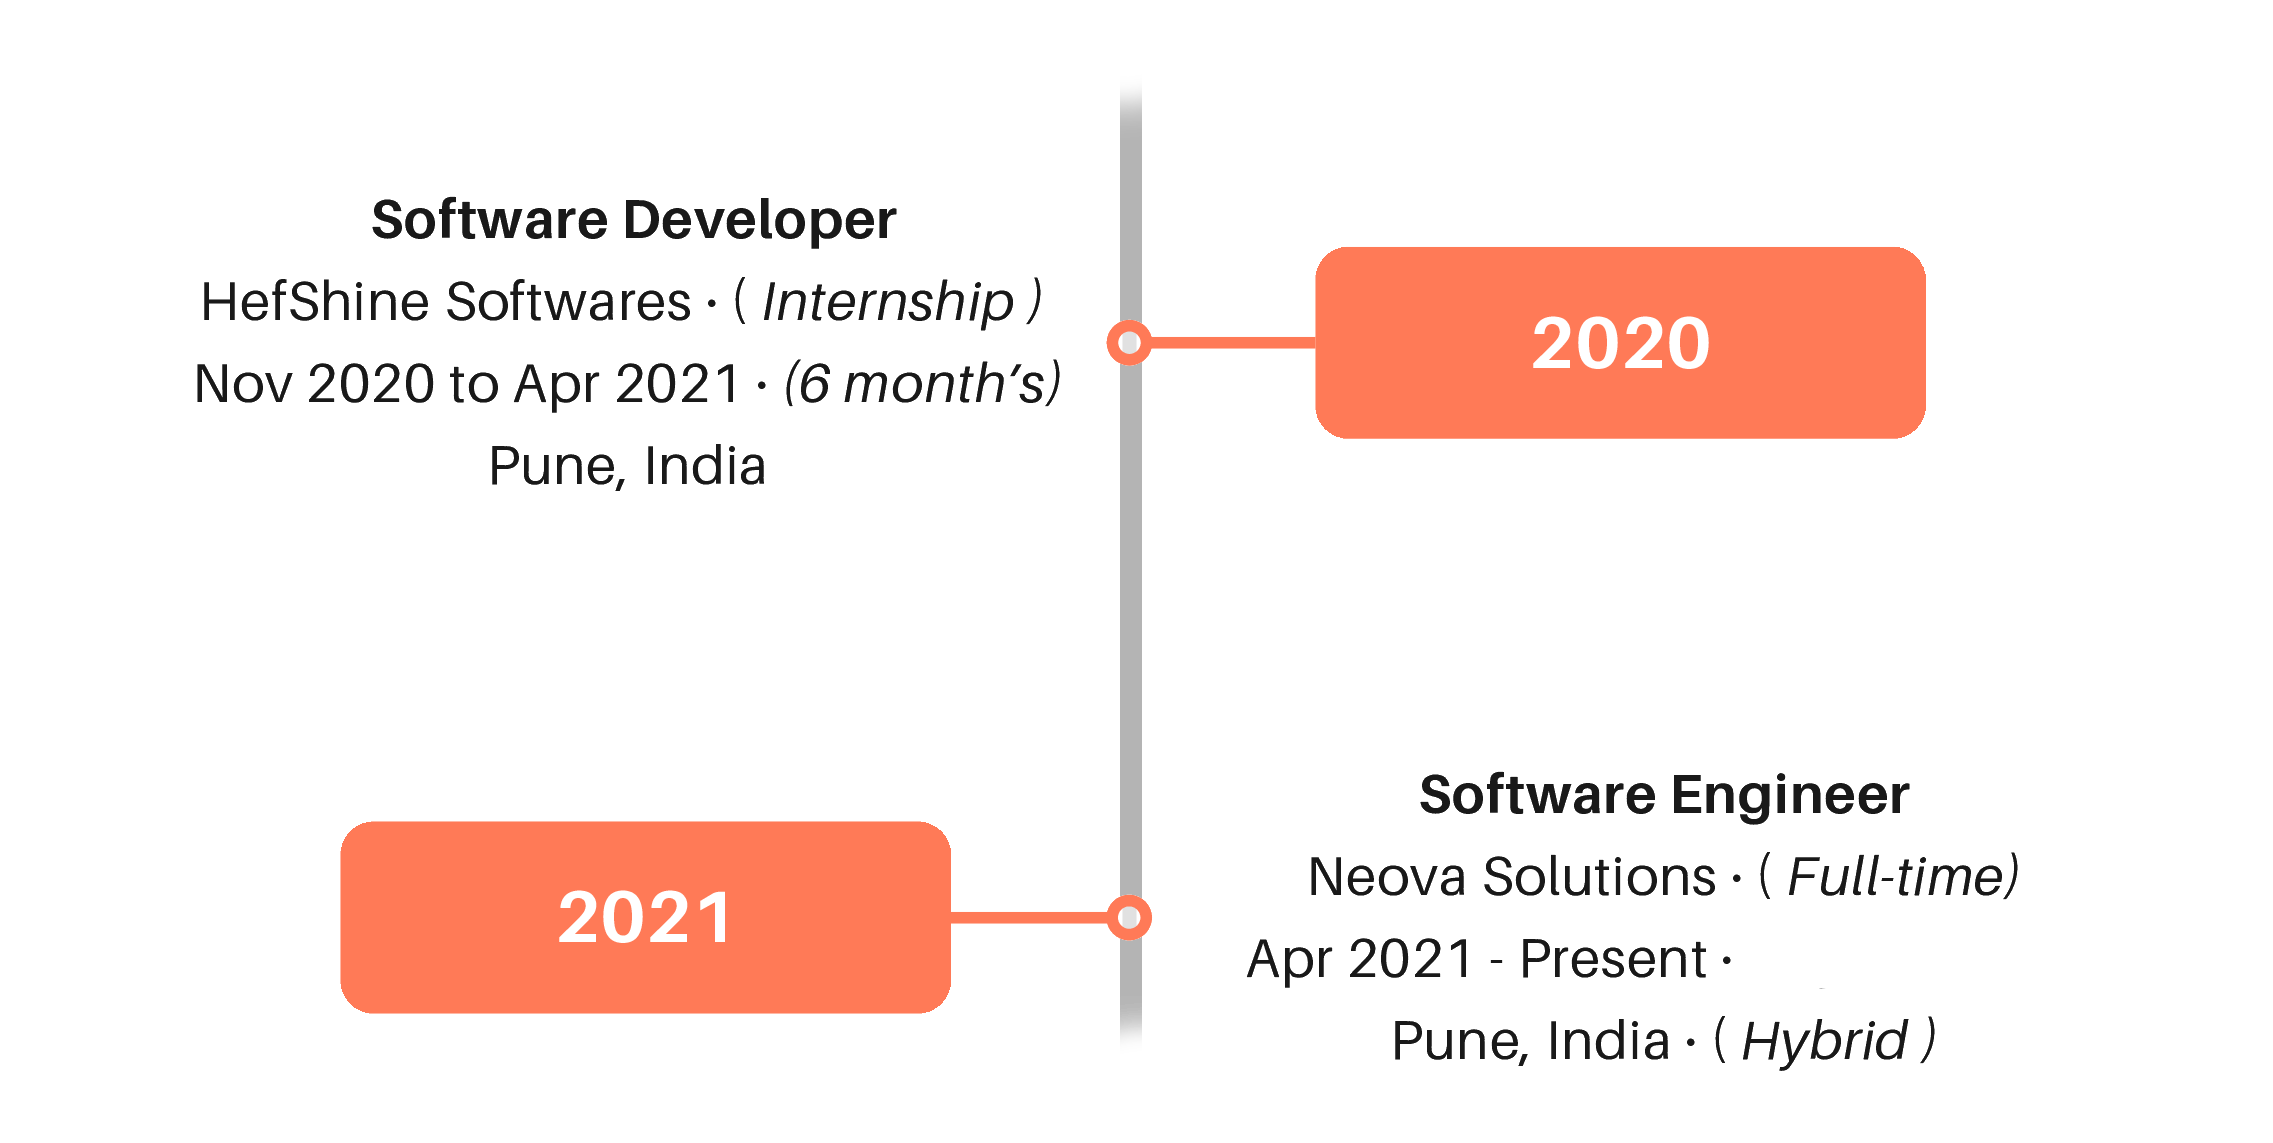 Software Developer
HefShine Softwares · ( Internship )
Nov 2020 to Apr 2021 · (6 month’s)
Pune, India
2020
2021
Software Engineer
Neova Solutions · ( Full-time)
Apr 2021 - Present ·
Pune, India · ( Hybrid )